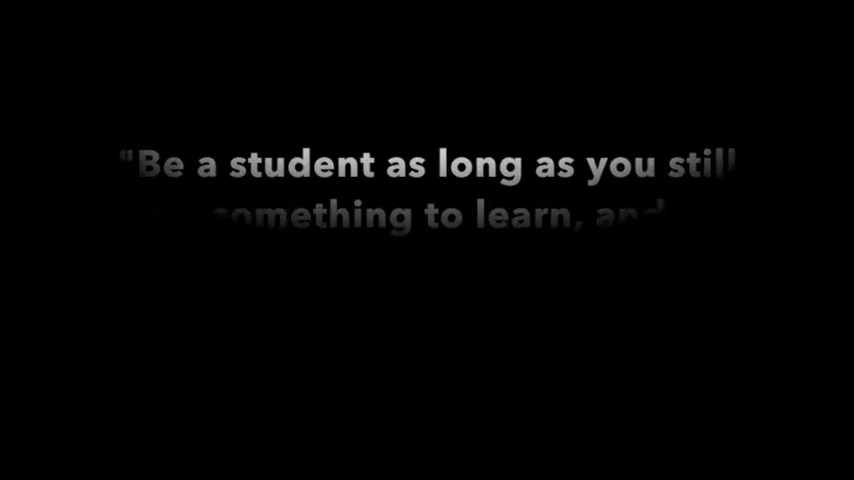 "Be a student as long as you still
something to learn, and